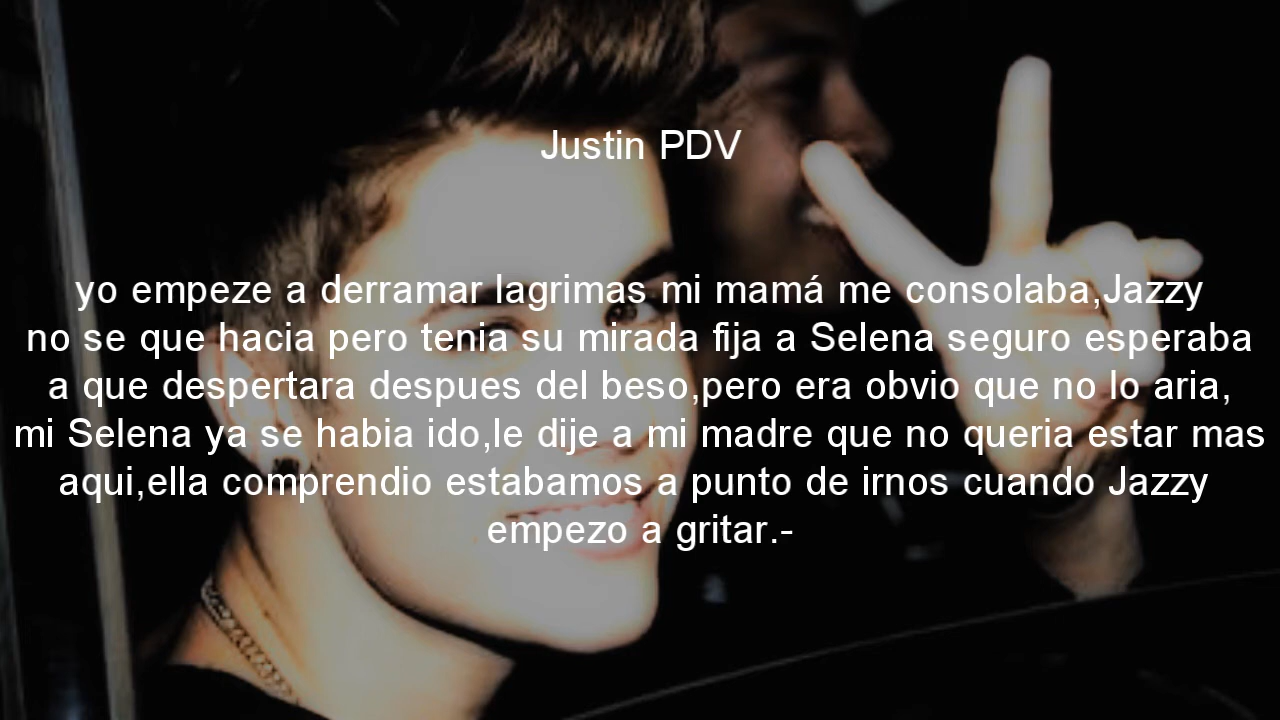 Justin PDV
yo empeze a derramar lagrimas mi mamá me consolaba,Jazzy
no se que hacia pero tenia su mirada fija a Selena seguro esperaba
a que despertara despues del beso,pero era obvio que no lo aria,
mi Selena ya se habia ido,le dije a mi madre que no queria estar mas
aqui,ella comprendio estabamos a punto de irnos cuando Jazzy
empezo a gritar.-